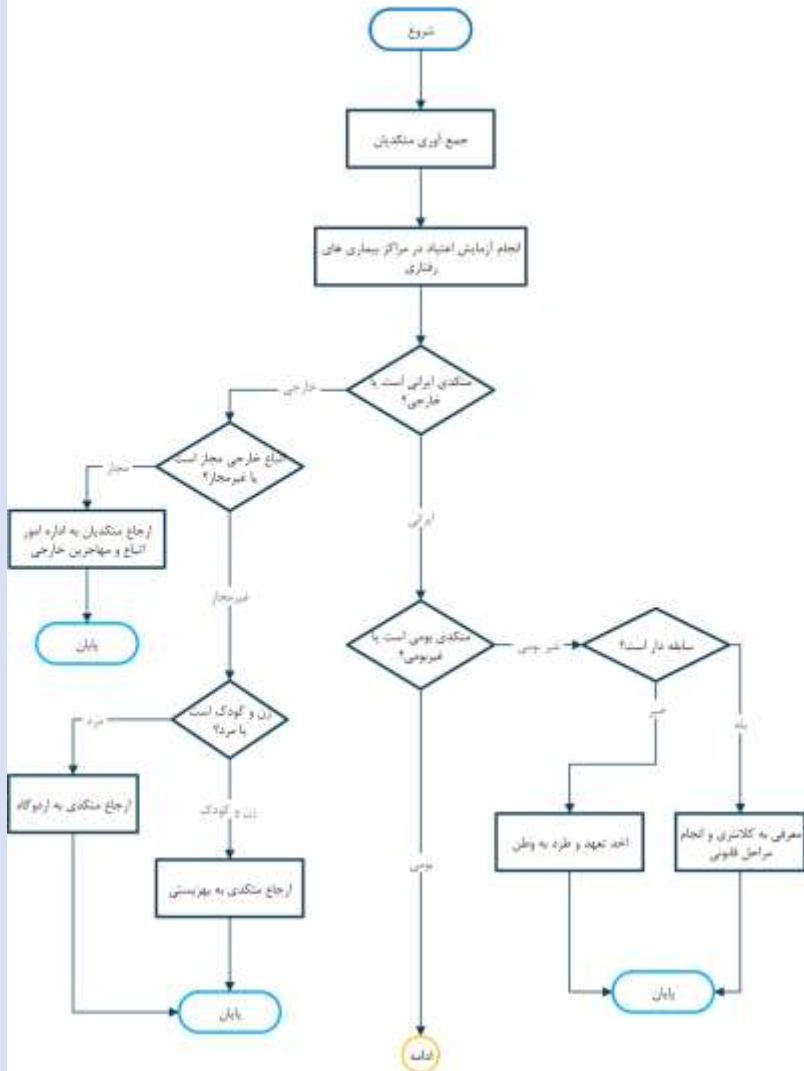 شروع
جمع آوری متکدیان
انجام آزمایش اعتیاد در مراکز بیماری های
رفتاری
متکدی ایرانی است یا
خارجی؟
خارجی
اتباع خارجی مجاز است
یا غیرمجاز؟
مجاز
ارجاع متکدیان به اداره امور
اتباع و مهاجرین خارجی
پایان
ایرانی
غیرمجاز
متکدی بومی است یا
غیربومی؟
غیر بومی
سابقه دار است؟
خیر
بله
زن و کودک است
یا مرد؟
مرد
ارجاع متکدی به اردوگاه
زن و کودک
ارجاع متکدی به بهزیستی
پایان
بومی
اخذ تعهد و طرد به وطن
معرفی به کلانتری و انجام
مراحل قانونی
پایان
ادامه